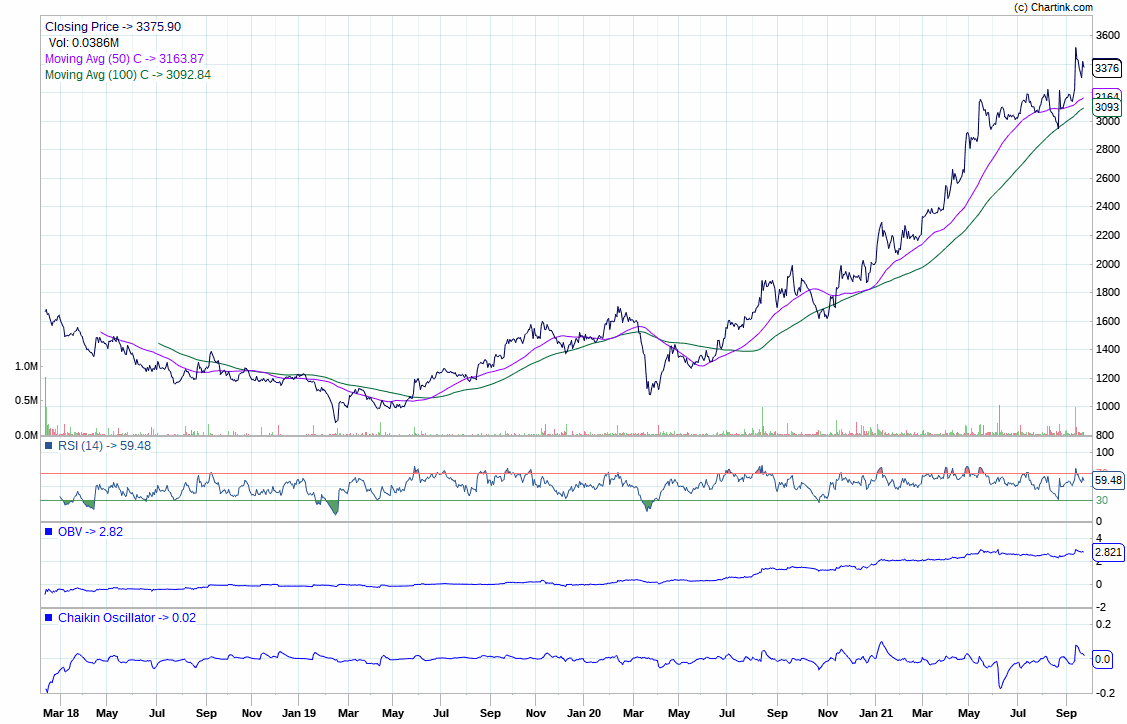 (c) Chartink.com
Closing Price -> 3375.90
Vol: 0.0386M
Moving Avg (50) C -> 3163.87
Moving Avg (100) C -> 3092.84
3600
3376
3164
3093
3000
2800
2600
2400
2200
2000
1800
1600
1400
1200
1000
800
1.0M
0.5M
0.0M
RSI (14) -> 59.48
100
70
59.48
30
0
OBV -> 2.82
4
2.821
2
0
-2
Chaikin Oscillator -> 0.02
0.2
0.0
-0.2
Mar 18 May Jul Sep Nov Jan 19 Mar May Jul Sep Nov Jan 20 Mar May Jul Sep Nov Jan 21 Mar May Jul Sep